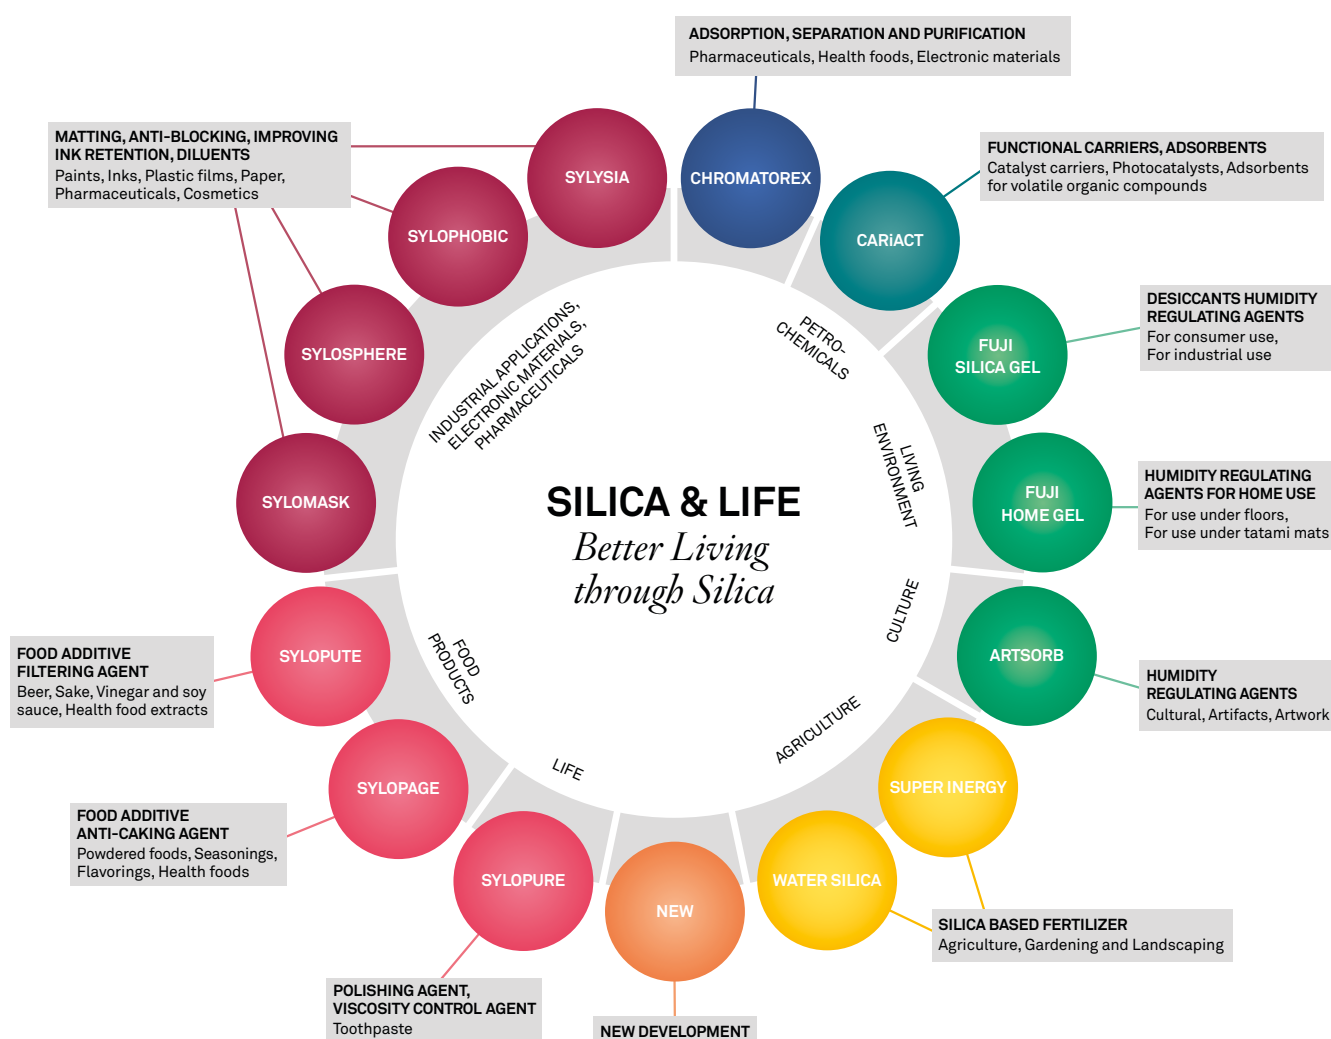 ADSORPTION, SEPARATION AND PURIFICATION
Pharmaceuticals, Health foods, Electronic materials
MATTING, ANTI-BLOCKING, IMPROVING
INK RETENTION, DILUENTS
Paints, Inks, Plastic films, Paper,
Pharmaceuticals, Cosmetics
FUNCTIONAL CARRIERS, ADSORBENTS
Catalyst carriers, Photocatalysts, Adsorbents
for volatile organic compounds
SYLYSIA
CHROMATOREX
SYLOPHOBIC
CARiACT
DESICCANTS HUMIDITY
REGULATING AGENTS
For consumer use,
For industrial use
SYLOSPHERE
FUJI
SILICA GEL
INDUSTRIAL APPLICATIONS,
ELECTRONIC MATERIALS,
PHARMACEUTICALS
PETRO-
CHEMICALS
LIVING
ENVIRONMENT
HUMIDITY REGULATING
AGENTS FOR HOME USE
For use under floors,
For use under tatami mats
SYLOMASK
FUJI
HOME GEL
SILICA & LIFE
Better Living
through Silica
CULTURE
FOOD
PRODUCTS
AGRICULTURE
LIFE
FOOD ADDITIVE
FILTERING AGENT
Beer, Sake, Vinegar and soy
sauce, Health food extracts
SYLOPUTE
ARTSORB
HUMIDITY
REGULATING AGENTS
Cultural, Artifacts, Artwork
SYLOPAGE
SUPER INERGY
FOOD ADDITIVE
ANTI-CAKING AGENT
Powdered foods, Seasonings,
Flavorings, Health foods
SYLOPURE
NEW
WATER SILICA
SILICA BASED FERTILIZER
Agriculture, Gardening and Landscaping
POLISHING AGENT,
VISCOSITY CONTROL AGENT
Toothpaste
NEW DEVELOPMENT